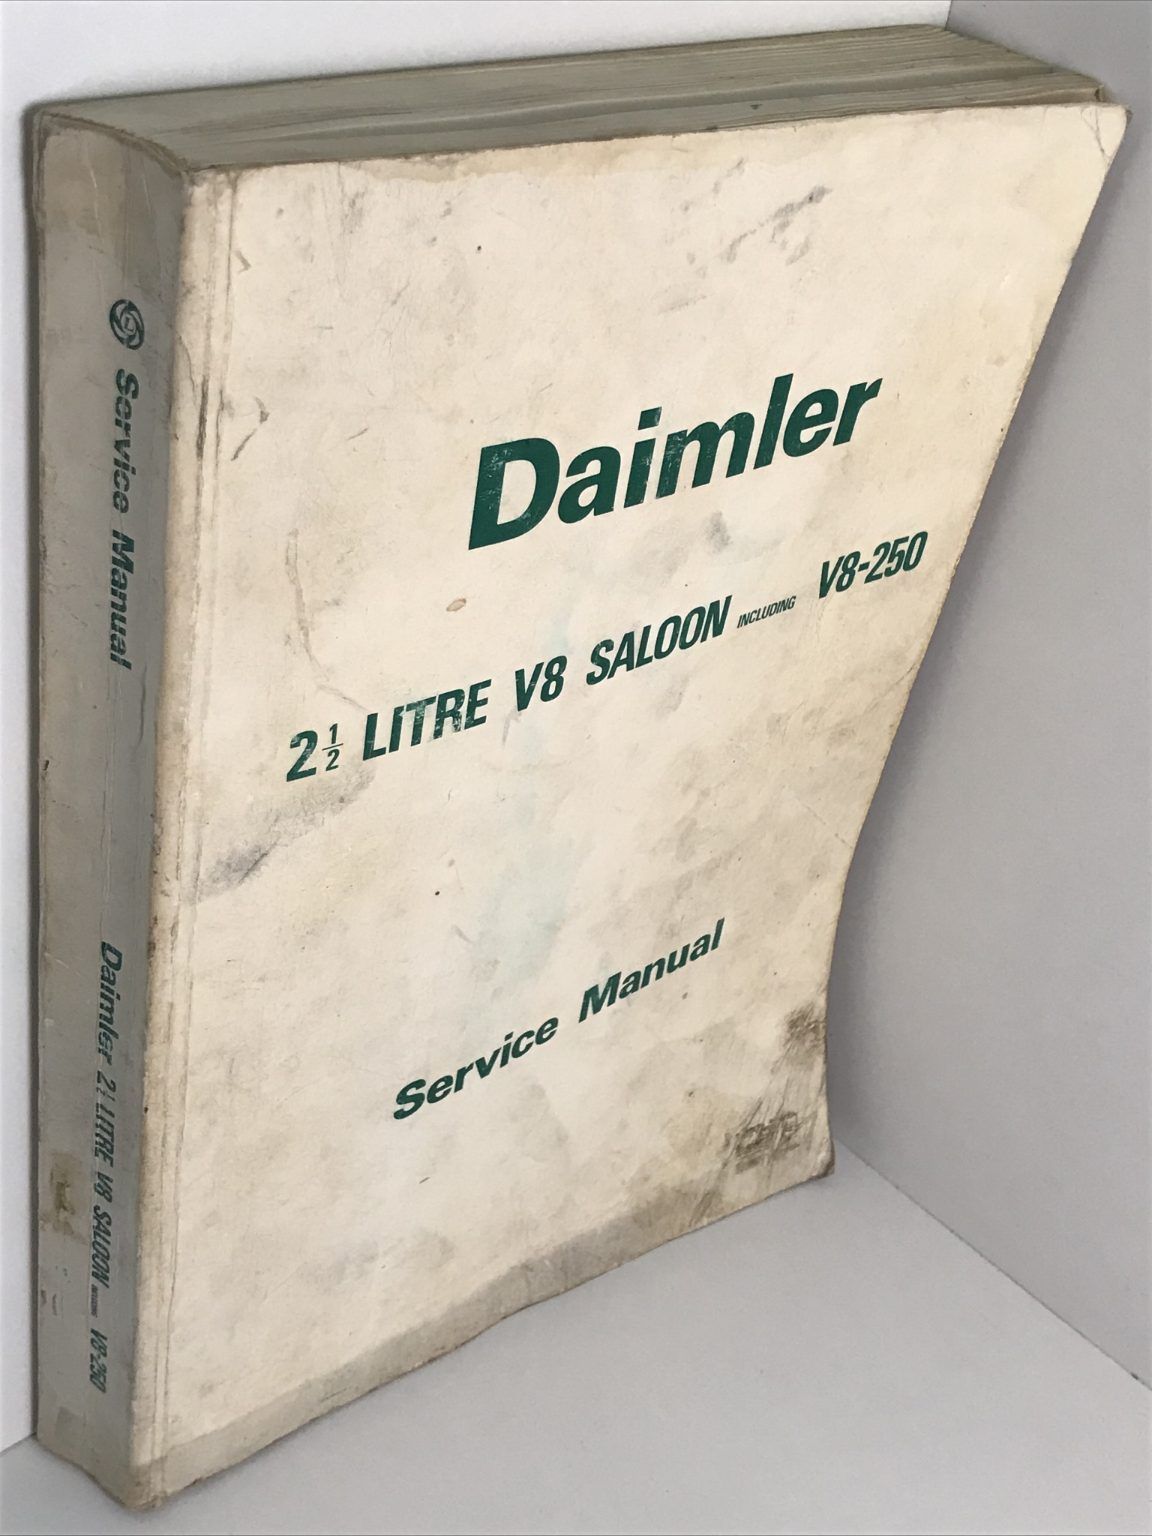 Daimler
2½ LITRE V8 SALOON INCLUDING V8-250
Service Manual
Service Manual
Daimler 2½ LITRE V8 SALOON INCLUDING V8-250